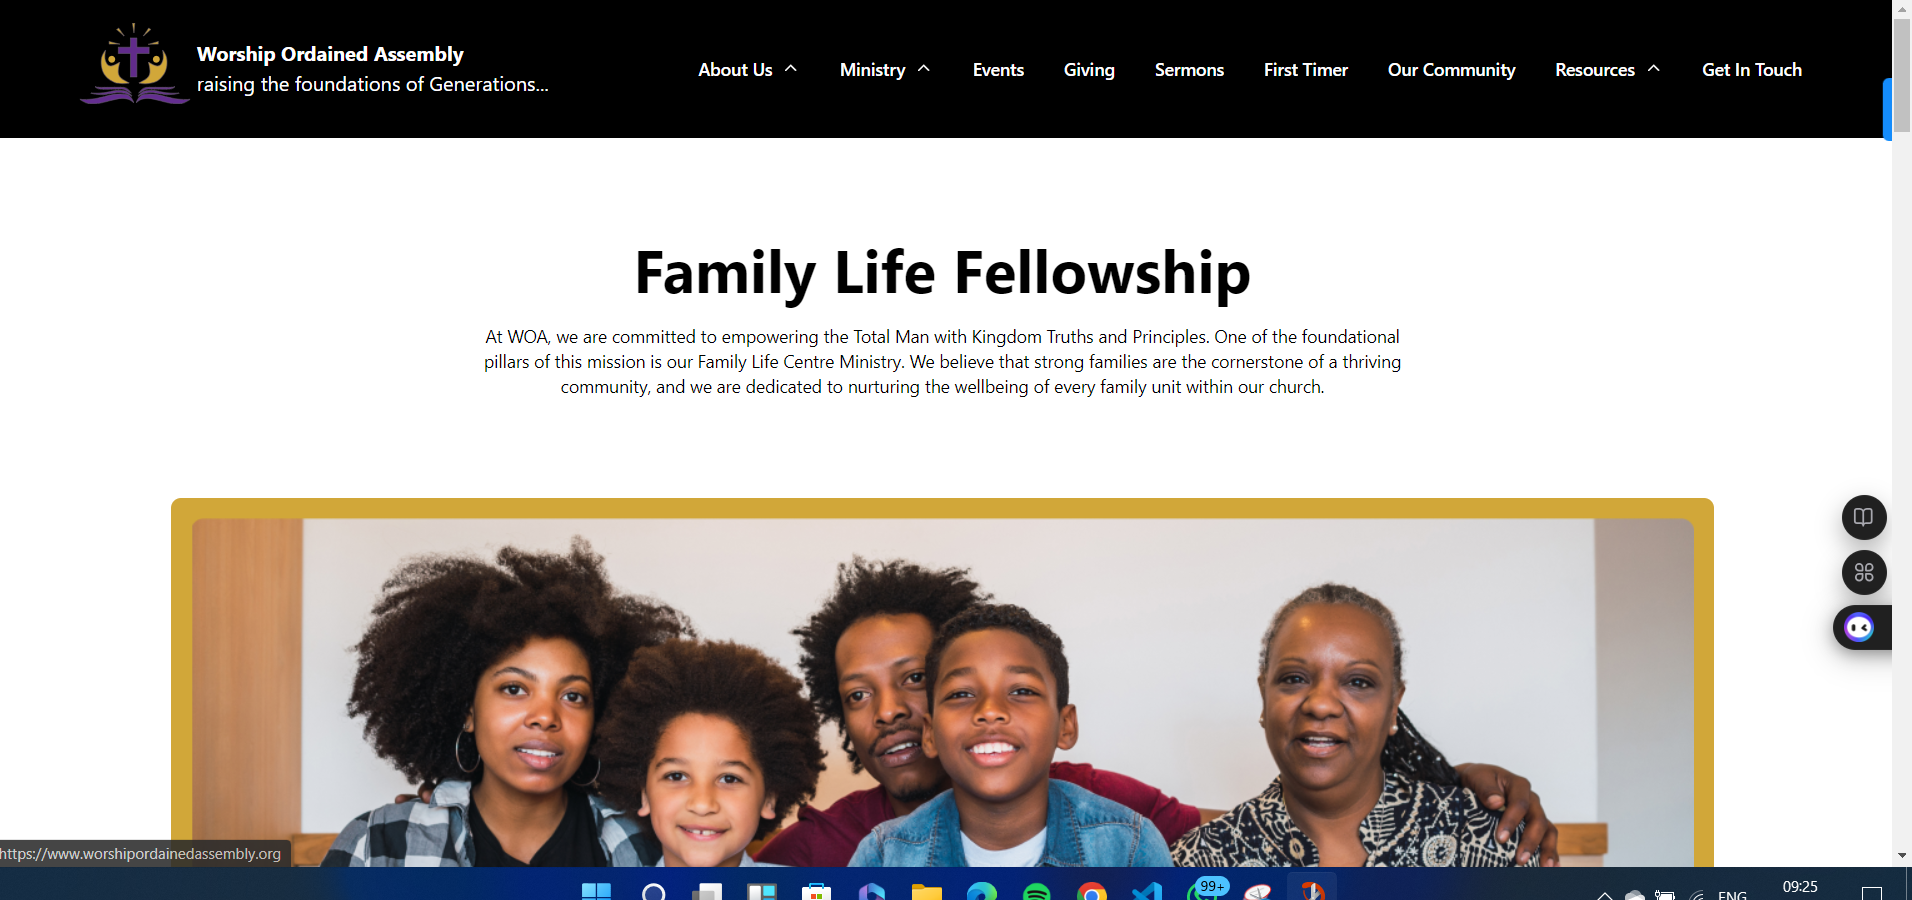 Worship Ordained Assembly
raising the foundations of Generations...
About Us
Ministry
Events
Giving
Sermons
First Timer
Our Community
Resources
Get In Touch
Family Life Fellowship
At WOA, we are committed to empowering the Total Man with Kingdom Truths and Principles. One of the foundational
pillars of this mission is our Family Life Centre Ministry. We believe that strong families are the cornerstone of a thriving
community, and we are dedicated to nurturing the wellbeing of every family unit within our church.
https://www.worshipordainedassembly.org
99+
ENG
09:25